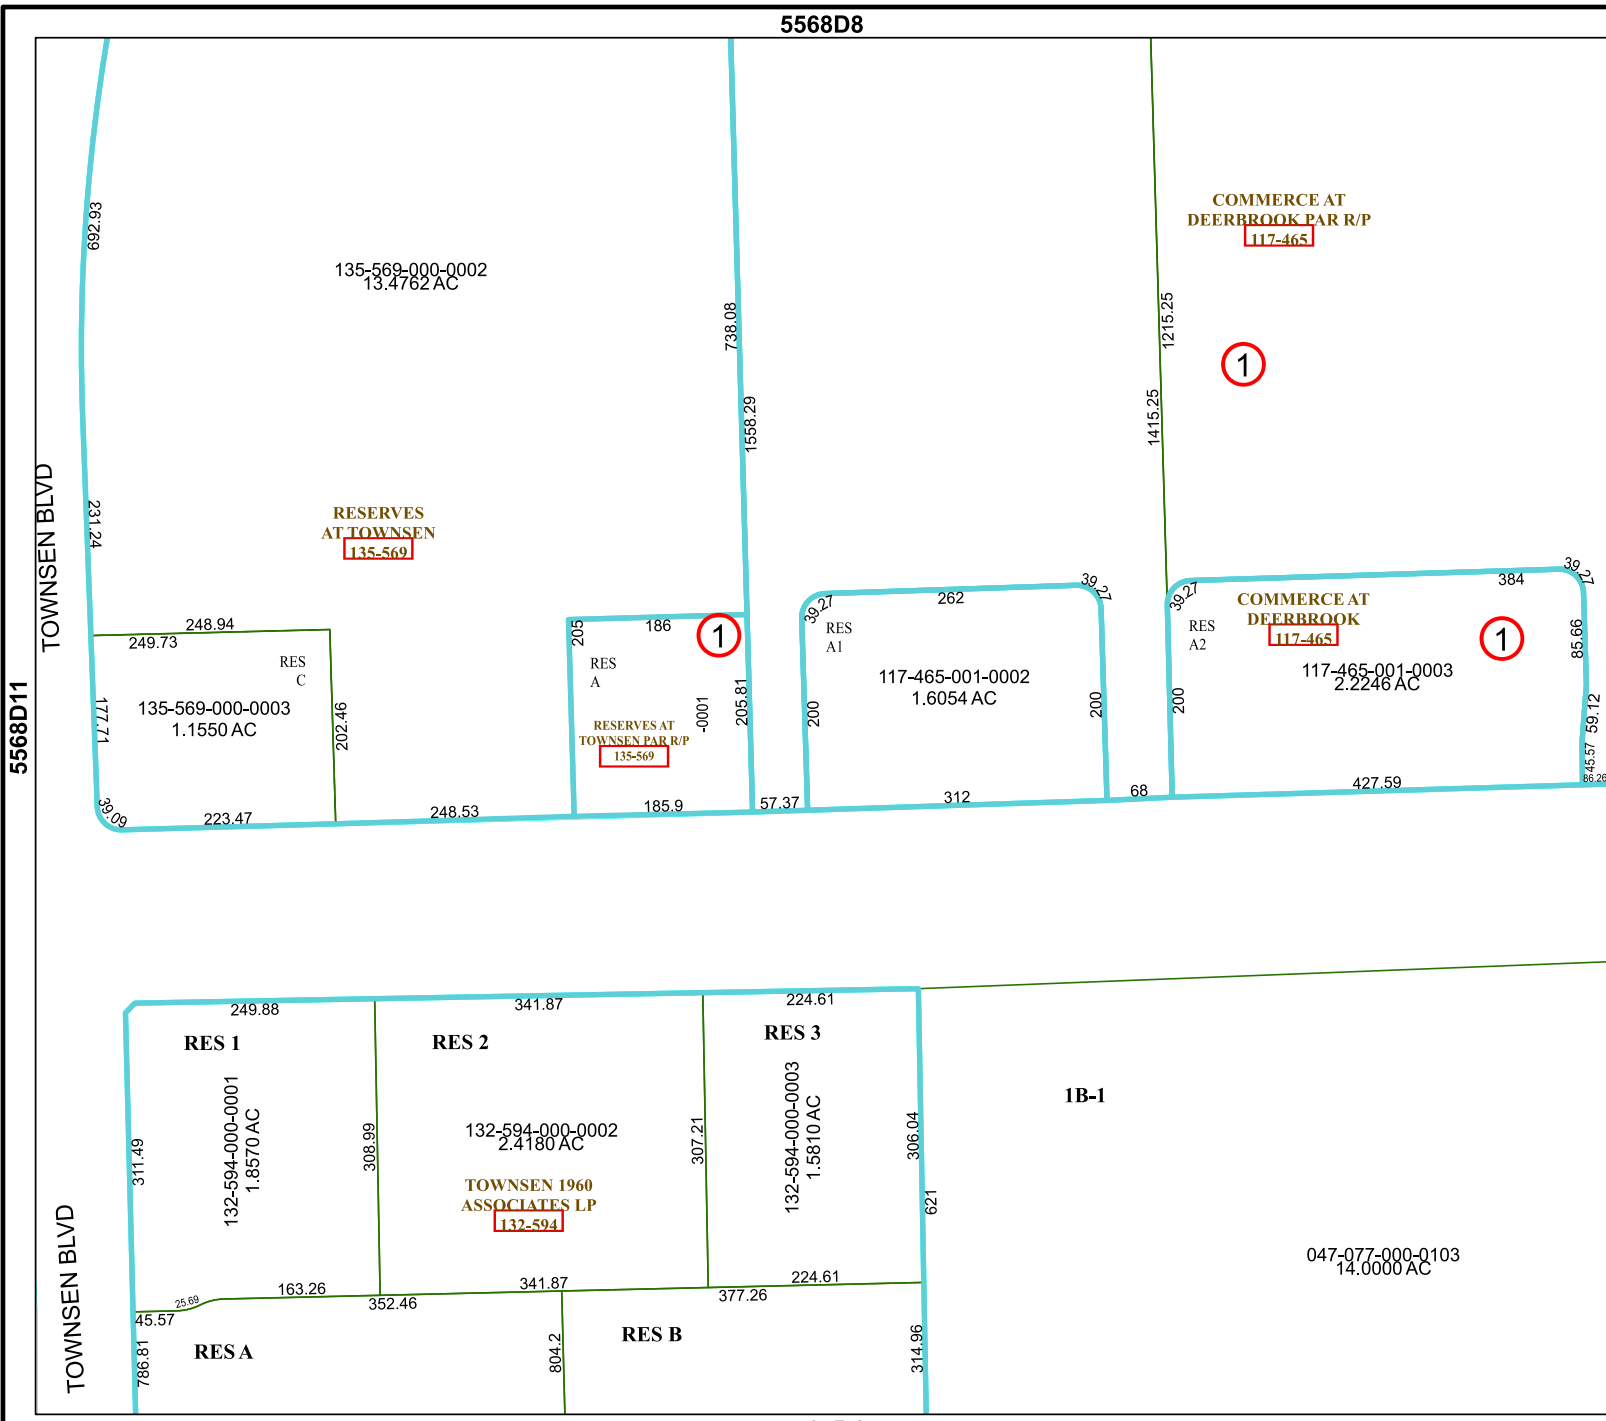 5568D8
692.93
135-569-000-0002
13.4762 AC
738.08
1558.29
1215.25
1415.25
COMMERCE AT
DEERBROOK PAR R/P
117-465
1
TOWNSEN BLVD
231.24
RESERVES
AT TOWNSEN
135-569
5568D11
248.94
249.73
RES
C
177.71
135-569-000-0003
1.1550 AC
202.46
39.09
223.47
248.53
205
186
1
RES
A
-0001
205.81
RESERVES AT
TOWNSEN PAR R/P
135-569
185.9
57.37
39.27
262
39.27
RES
A1
117-465-001-0002
1.6054 AC
200
200
312
68
39.27
384
39.27
COMMERCE AT
DEERBROOK
117-465
1
RES
A2
117-465-001-0003
2.2246 AC
200
85.66
59.12
45.57
86.26
427.59
249.88
341.87
224.61
RES 1
RES 2
RES 3
132-594-000-0001
1.8570 AC
311.49
308.99
132-594-000-0002
2.4180 AC
307.21
132-594-000-0003
1.5810 AC
306.04
621
1B-1
TOWNSEN 1960
ASSOCIATES LP
132-594
047-077-000-0103
14.0000 AC
TOWNSEN BLVD
25.69
45.57
163.26
352.46
341.87
377.26
224.61
786.81
RES A
804.2
RES B
314.96